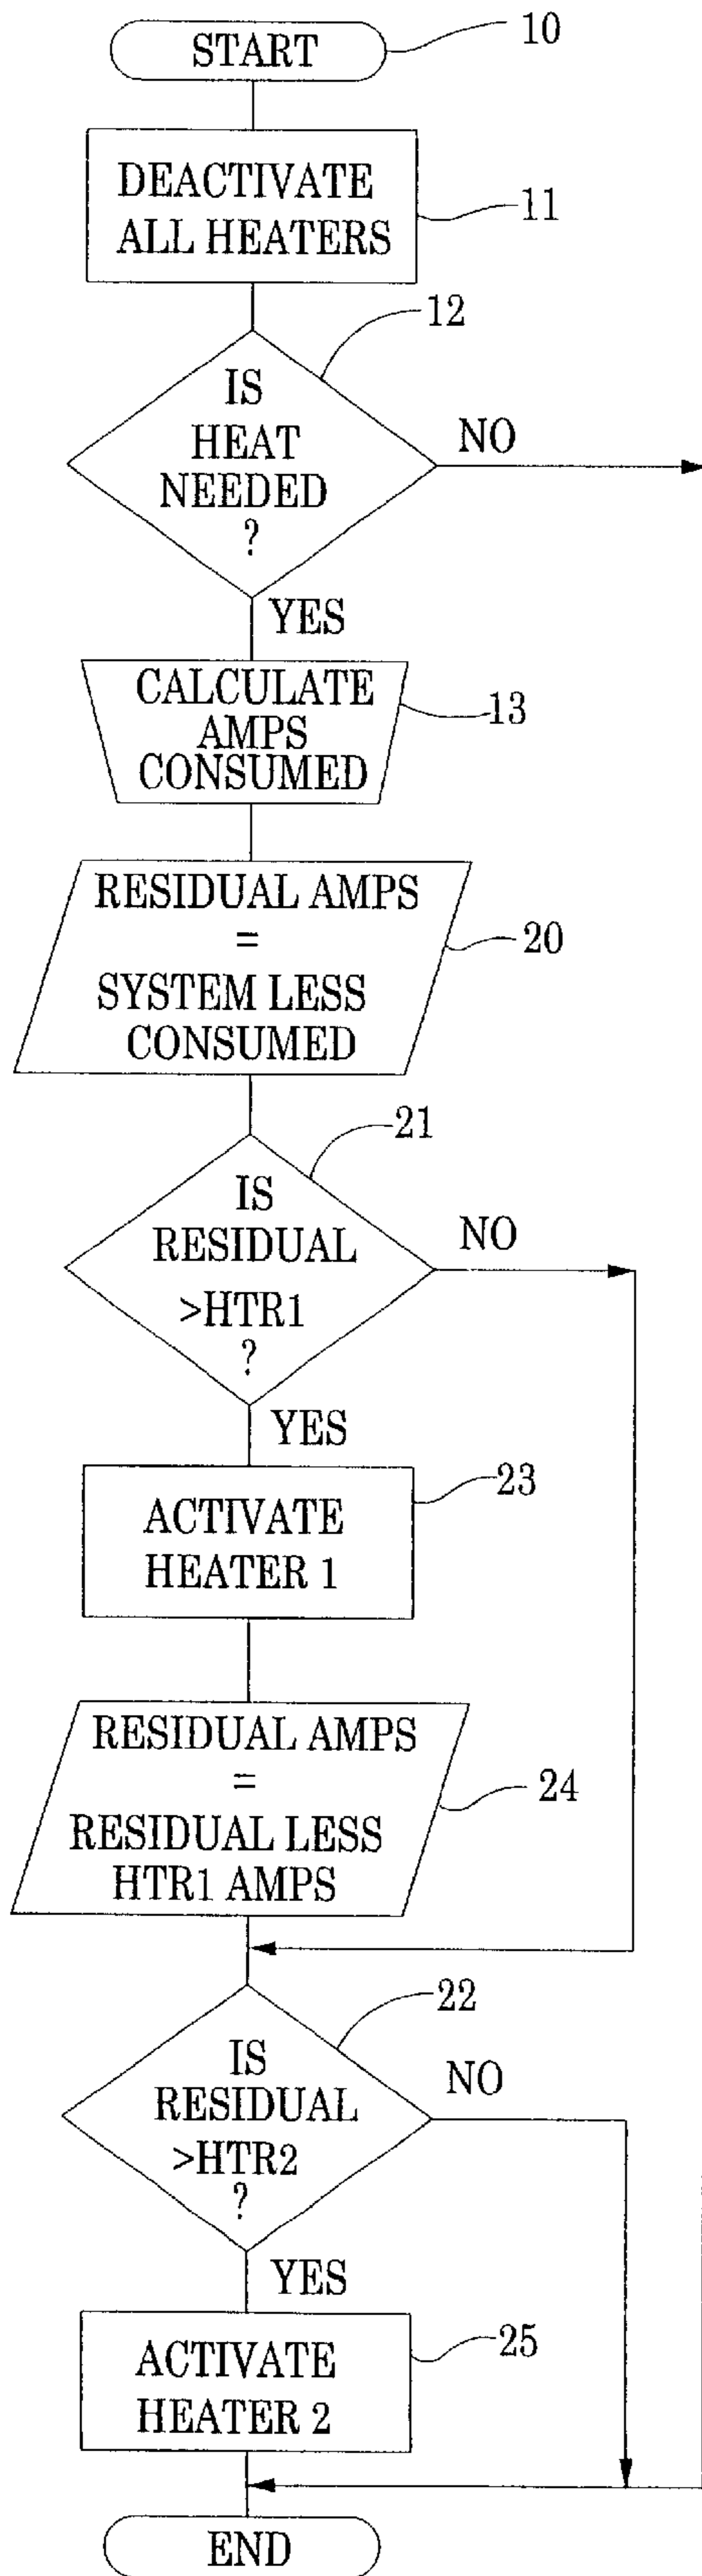 START
10
DEACTIVATE
ALL HEATERS
11
12
IS
HEAT
NEEDED
?
NO
YES
CALCULATE
AMPS
CONSUMED
13
RESIDUAL AMPS
=
SYSTEM LESS
CONSUMED
20
21
IS
RESIDUAL
>HTR1
?
NO
YES
ACTIVATE
HEATER 1
23
RESIDUAL AMPS
=
RESIDUAL LESS
HTR1 AMPS
24
22
IS
RESIDUAL
>HTR2
?
NO
YES
ACTIVATE
HEATER 2
25
END